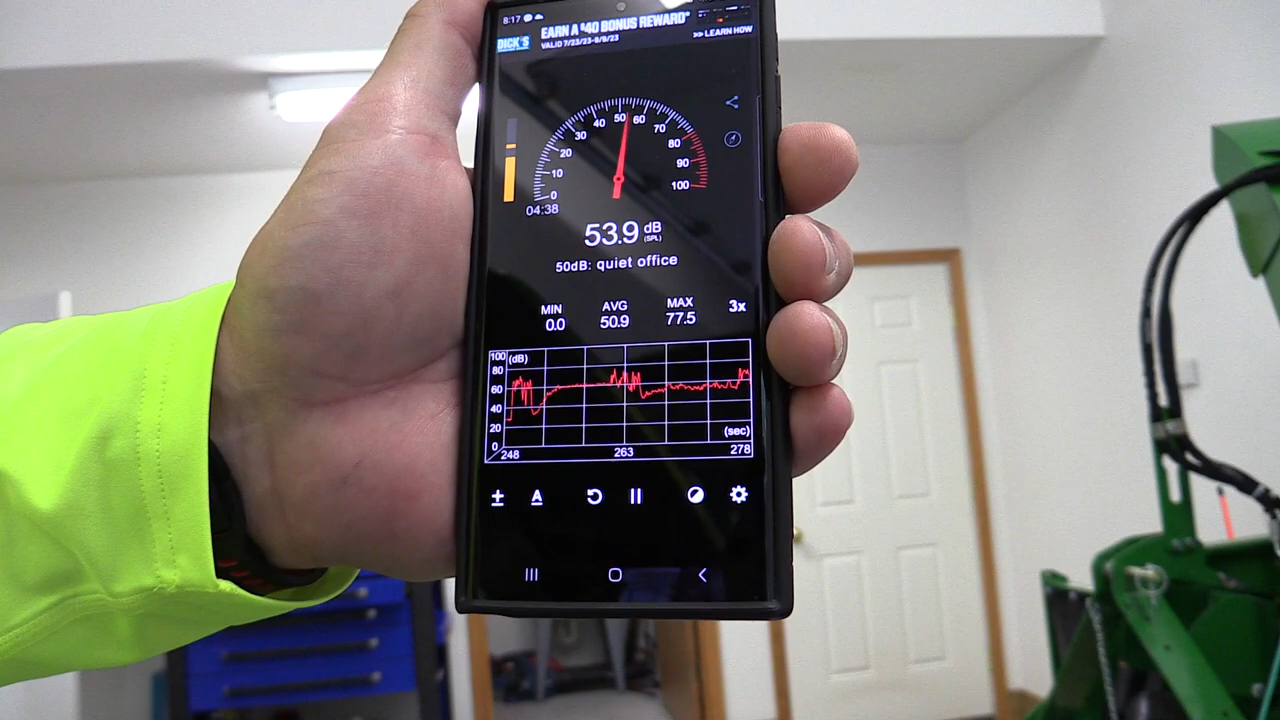 8:17
DICK'S
EARN A $40 BONUS REWARD*
VALID 7/23/23-9/9/23
>> LEARN HOW
0 10 20 30 40 50 60 70 80 90 100
04:38
53.9 dB
(SPL)
50dB: quiet office
MIN AVG MAX 3x
0.0 50.9 77.5
100 (dB)
80
60
40
20
0 (sec)
248 263 278
A